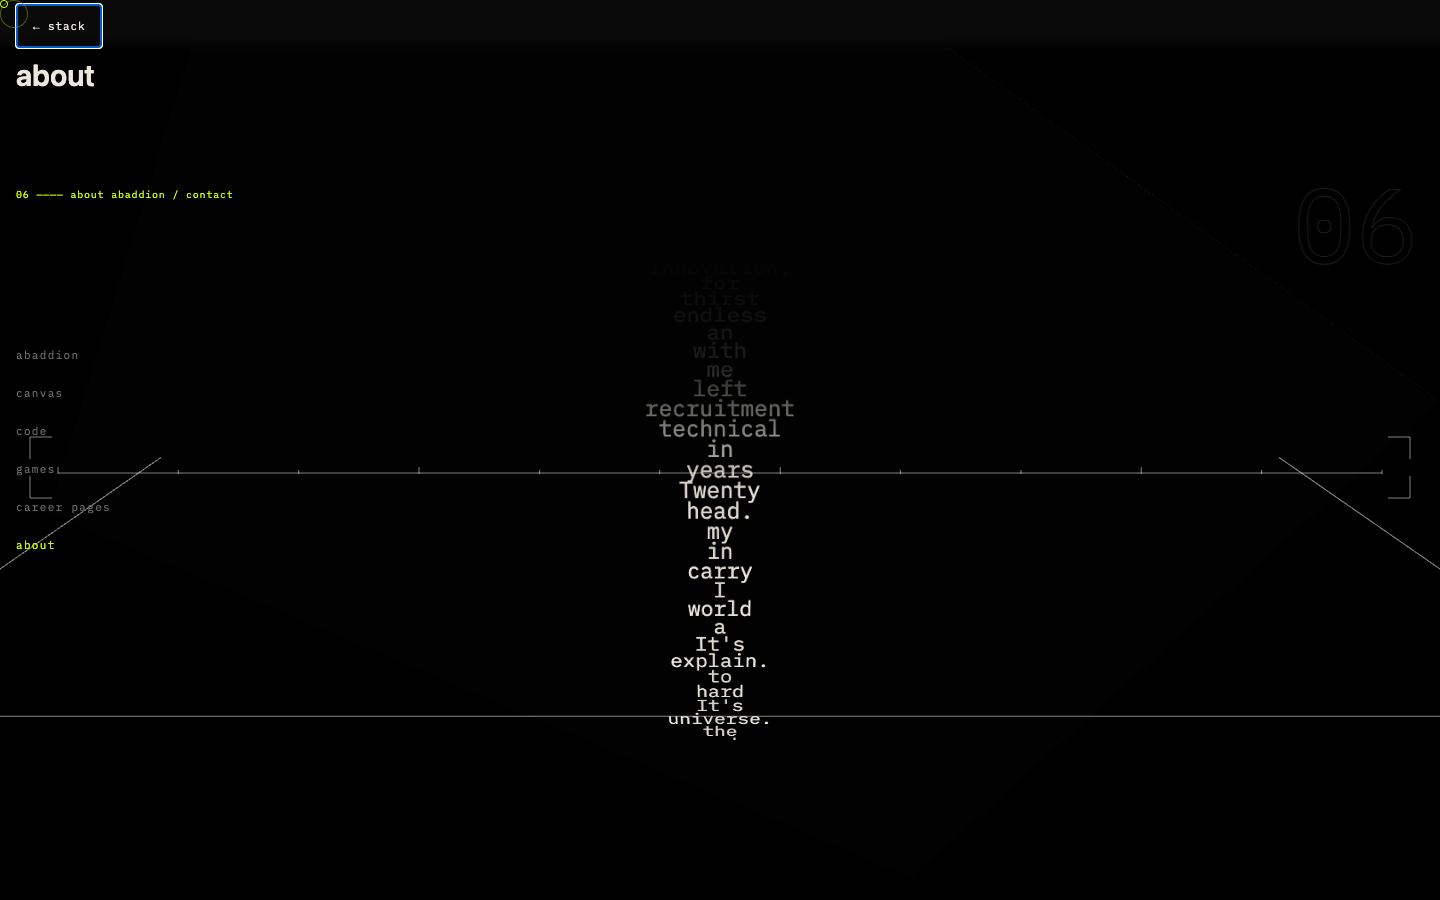 ← stack
about
06 ──── about abaddion / contact
06
innovation.
for
thirst
endless
an
with
me
left
recruitment
technical
in
years
Twenty
head.
my
in
carry
I
world
a
It's
explain.
to
hard
It's
universe.
the
abaddion
canvas
code
games
career pages
about